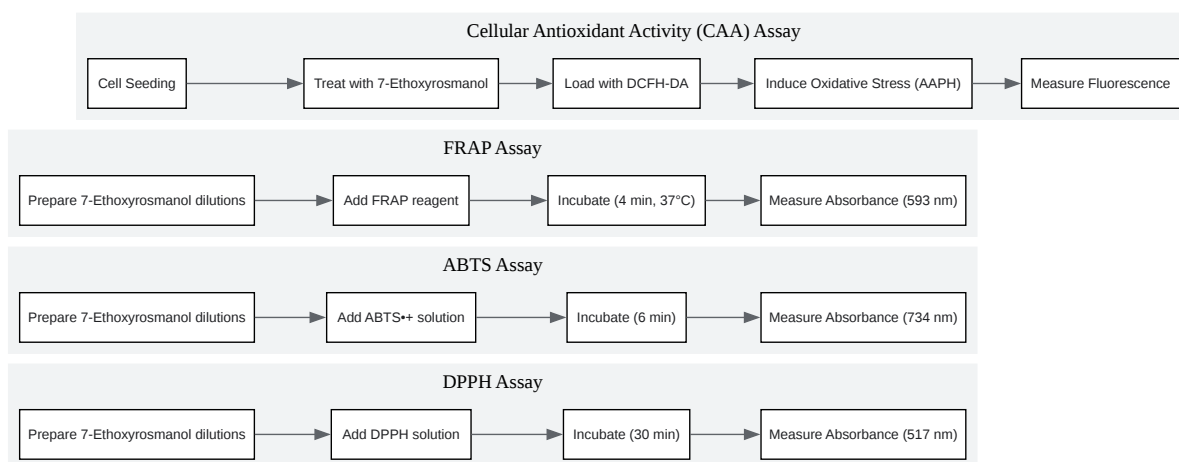 Cellular Antioxidant Activity (CAA) Assay
Cell Seeding
Treat with 7-Ethoxyrosmanol
Load with DCFH-DA
Induce Oxidative Stress (AAPH)
Measure Fluorescence
FRAP Assay
Prepare 7-Ethoxyrosmanol dilutions
Add FRAP reagent
Incubate (4 min, 37°C)
Measure Absorbance (593 nm)
ABTS Assay
Prepare 7-Ethoxyrosmanol dilutions
Add ABTS•+ solution
Incubate (6 min)
Measure Absorbance (734 nm)
DPPH Assay
Prepare 7-Ethoxyrosmanol dilutions
Add DPPH solution
Incubate (30 min)
Measure Absorbance (517 nm)